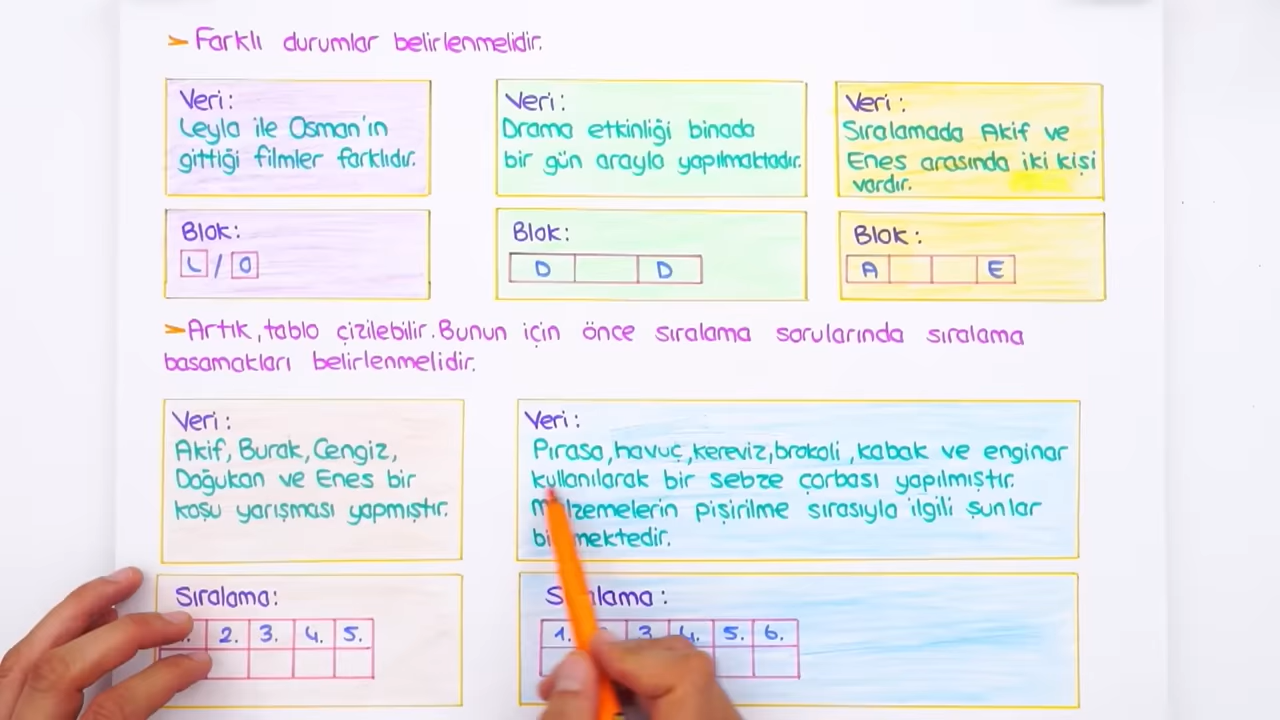 ➢ Farklı durumlar belirlenmelidir.
Veri:
Leyla ile Osman'ın
gittiği filmler farklıdır.
Veri:
Drama etkinliği binada
bir gün arayla yapılmaktadır.
Veri:
Sıralamada Akif ve
Enes arasında iki kişi
vardır.
Blok:
L / O
Blok:
D D
Blok:
A E
➢ Artık, tablo çizilebilir. Bunun için önce sıralama sorularında sıralama
basamakları belirlenmelidir.
Veri:
Akif, Burak, Cengiz,
Doğukan ve Enes bir
koşu yarışması yapmıştır.
Veri:
Pırasa, havuç, kereviz, brokoli, kabak ve enginar
kullanılarak bir sebze çorbası yapılmıştır.
Malzemelerin pişirilme sırasıyla ilgili şunlar
bilinmektedir.
Sıralama:
2. 3. 4. 5.
Sıralama:
1. 3. 4. 5. 6.